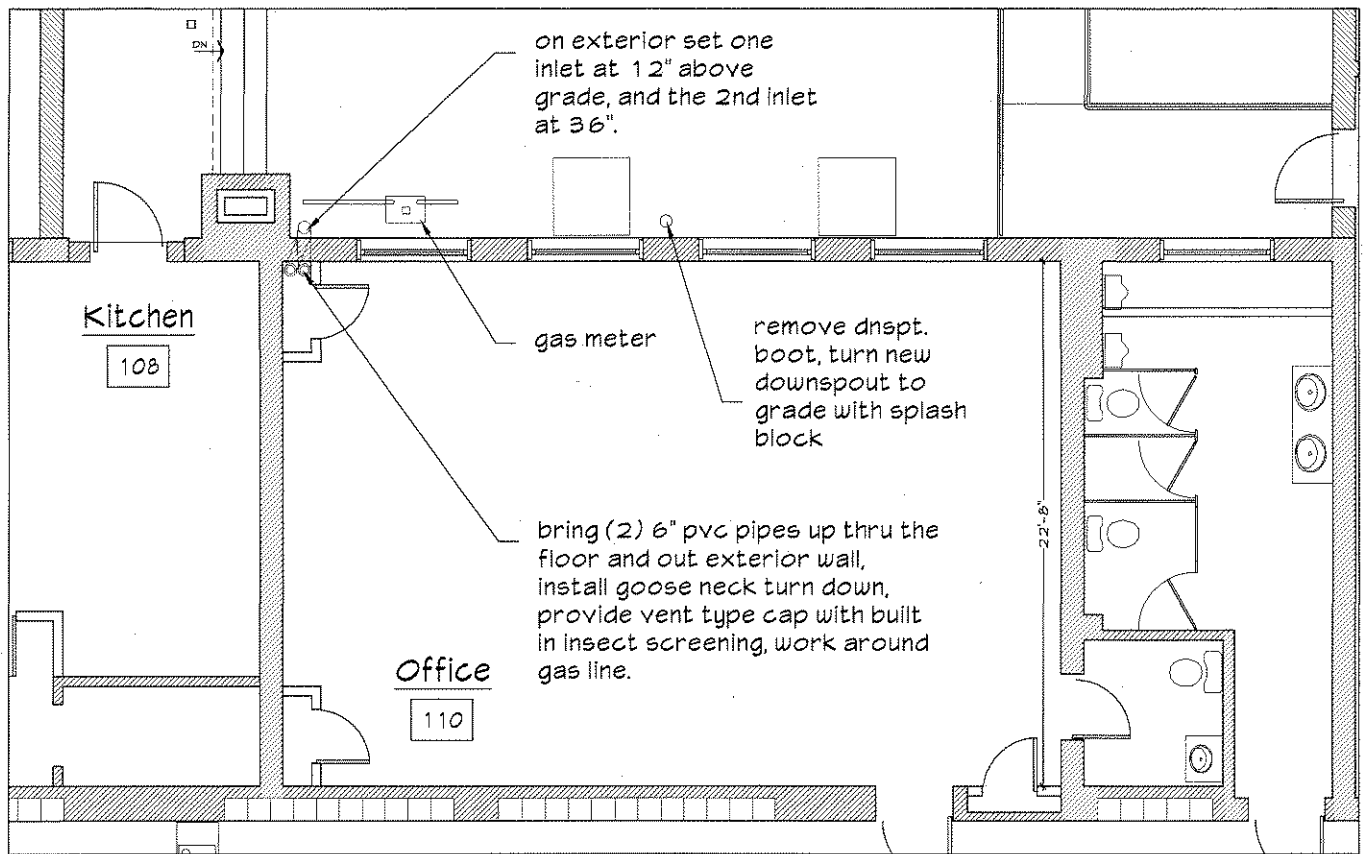 DN
on exterior set one
inlet at 12" above
grade, and the 2nd inlet
at 36".
Kitchen
108
gas meter
remove dnspt.
boot, turn new
downspout to
grade with splash
block
22'-8"
bring (2) 6" pvc pipes up thru the
floor and out exterior wall,
install goose neck turn down,
provide vent type cap with built
in insect screening, work around
gas line.
Office
110